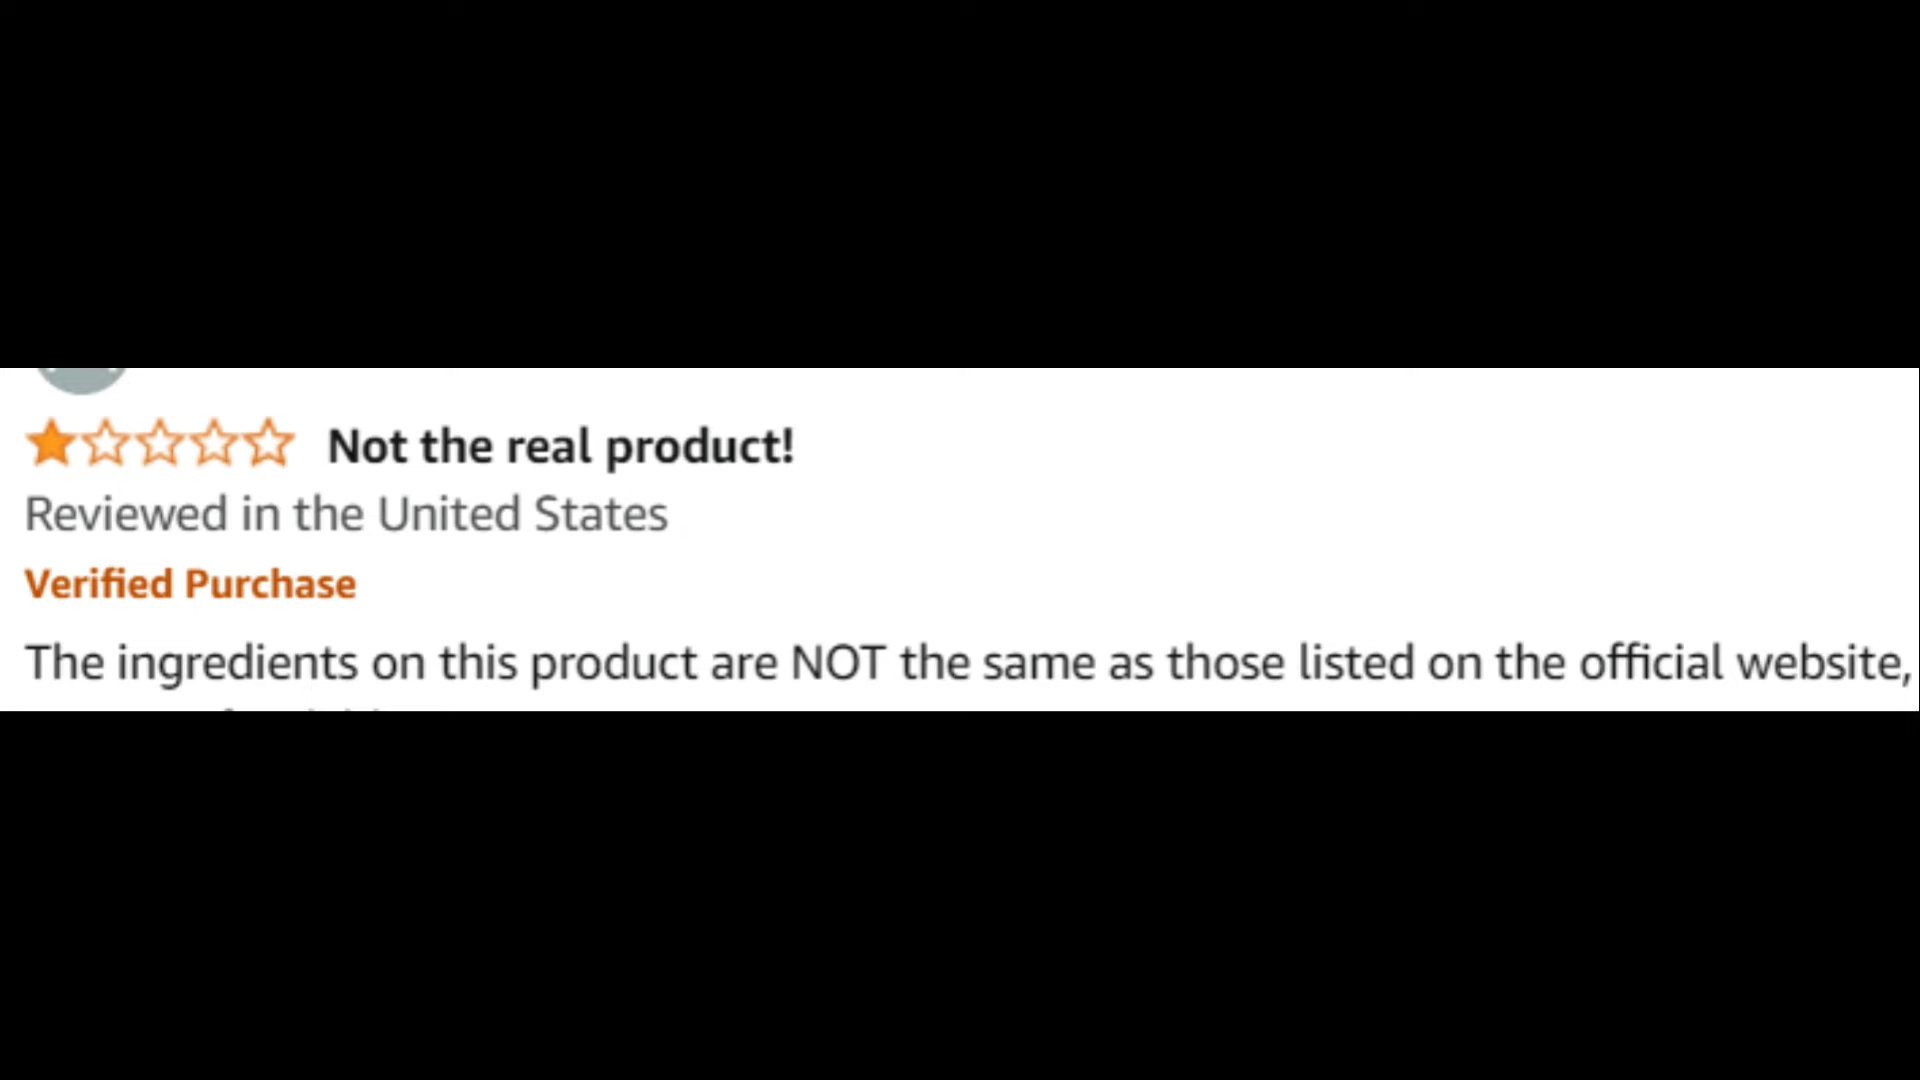 Not the real product!
Reviewed in the United States
Verified Purchase
The ingredients on this product are NOT the same as those listed on the official website,